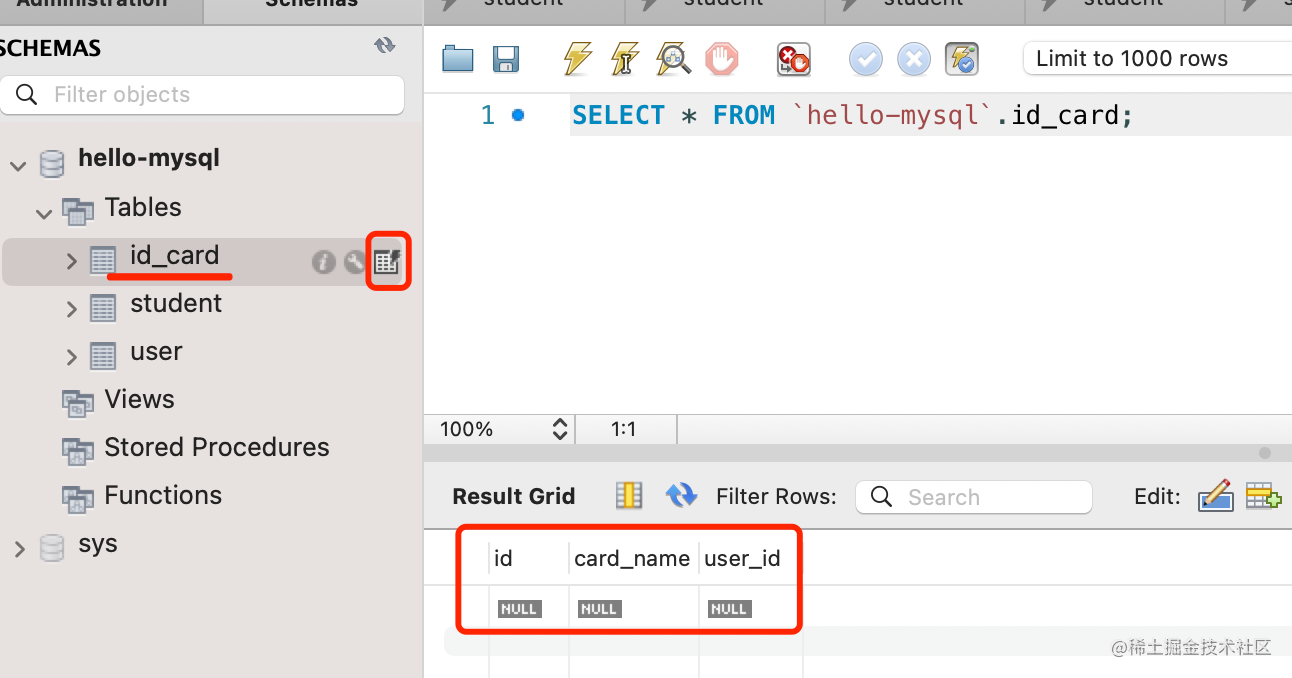 Administration
Schemas
student
student
student
student
SCHEMAS
Filter objects
hello-mysql
Tables
id_card
student
user
Views
Stored Procedures
Functions
sys
Limit to 1000 rows
1
SELECT * FROM `hello-mysql`.id_card;
100%
1:1
Result Grid
Filter Rows:
Search
Edit:
id card_name user_id
NULL NULL NULL
@稀土掘金技术社区